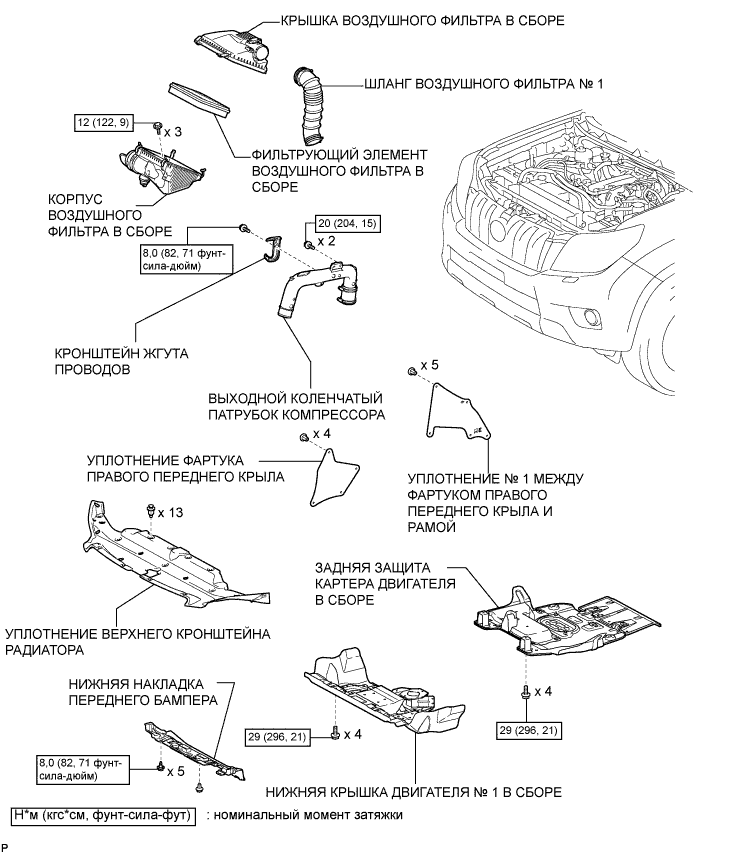 КРЫШКА ВОЗДУШНОГО ФИЛЬТРА В СБОРЕ
ШЛАНГ ВОЗДУШНОГО ФИЛЬТРА № 1
12 (122, 9)
x 3
ФИЛЬТРУЮЩИЙ ЭЛЕМЕНТ
ВОЗДУШНОГО ФИЛЬТРА В
СБОРЕ
КОРПУС
ВОЗДУШНОГО
ФИЛЬТРА В СБОРЕ
20 (204, 15)
x 2
8,0 (82, 71 фунт-
сила-дюйм)
КРОНШТЕЙН ЖГУТА
ПРОВОДОВ
ВЫХОДНОЙ КОЛЕНЧАТЫЙ
ПАТРУБОК КОМПРЕССОРА
x 5
x 4
УПЛОТНЕНИЕ ФАРТУКА
ПРАВОГО ПЕРЕДНЕГО КРЫЛА
УПЛОТНЕНИЕ № 1 МЕЖДУ
ФАРТУКОМ ПРАВОГО
ПЕРЕДНЕГО КРЫЛА И
РАМОЙ
x 13
ЗАДНЯЯ ЗАЩИТА
КАРТЕРА ДВИГАТЕЛЯ
В СБОРЕ
УПЛОТНЕНИЕ ВЕРХНЕГО КРОНШТЕЙНА
РАДИАТОРА
x 4
29 (296, 21)
НИЖНЯЯ НАКЛАДКА
ПЕРЕДНЕГО БАМПЕРА
29 (296, 21)
x 4
8,0 (82, 71 фунт-
сила-дюйм)
x 5
НИЖНЯЯ КРЫШКА ДВИГАТЕЛЯ № 1 В СБОРЕ
Н*м (кгс*см, фунт-сила-фут) : номинальный момент затяжки
P